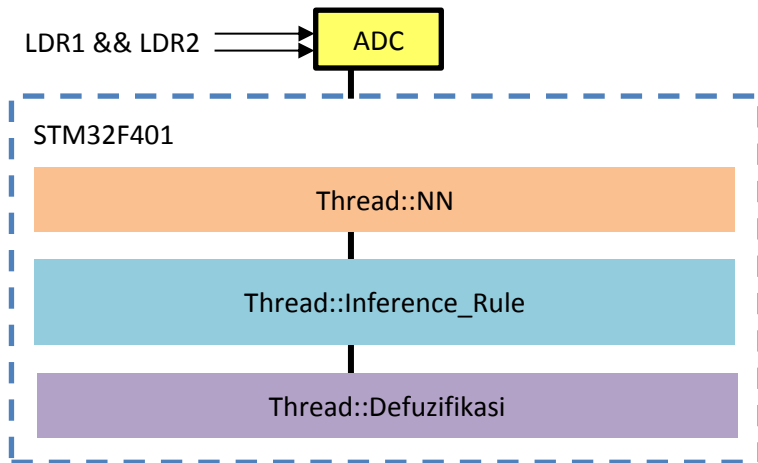 LDR1 && LDR2
ADC
STM32F401
Thread::NN
Thread::Inference_Rule
Thread::Defuzifikasi